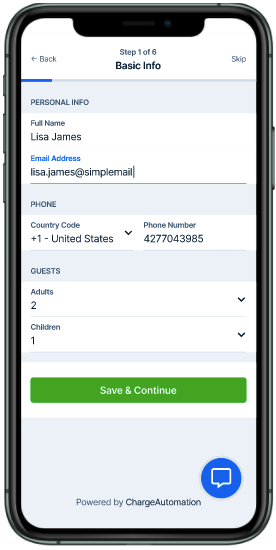 Step 1 of 6
← Back Basic Info Skip
PERSONAL INFO
Full Name
Lisa James
Email Address
lisa.james@simplemail
PHONE
Country Code Phone Number
+1 - United States 4277043985
GUESTS
Adults
2
Children
1
Save & Continue
Powered by ChargeAutomation